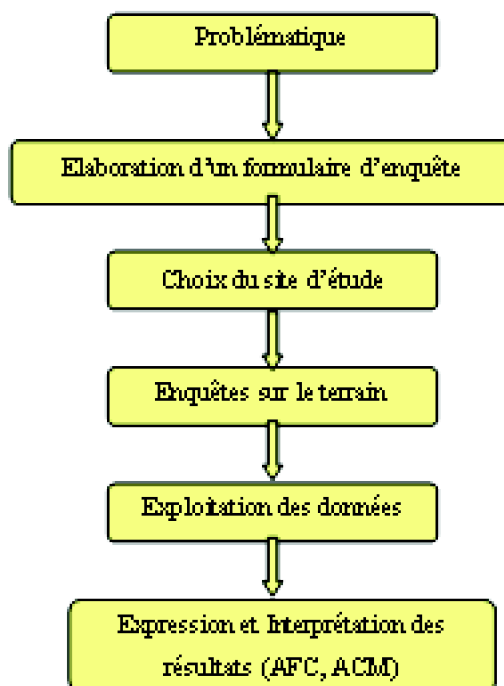 Problématique
Elaboration d'un formulaire d'enquête
Choix du site d'étude
Enquêtes sur le terrain
Exploitation des données
Expression et Interprétation des
résultats (AFC, ACM)